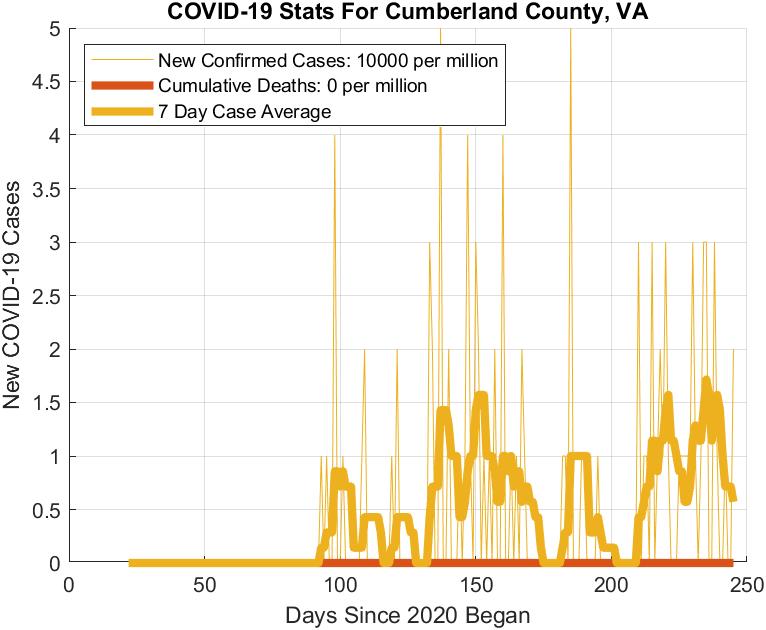 COVID-19 Stats For Cumberland County, VA
New Confirmed Cases: 10000 per million
Cumulative Deaths: 0 per million
7 Day Case Average
New COVID-19 Cases
5
4.5
4
3.5
3
2.5
2
1.5
1
0.5
0
0 50 100 150 200 250
Days Since 2020 Began